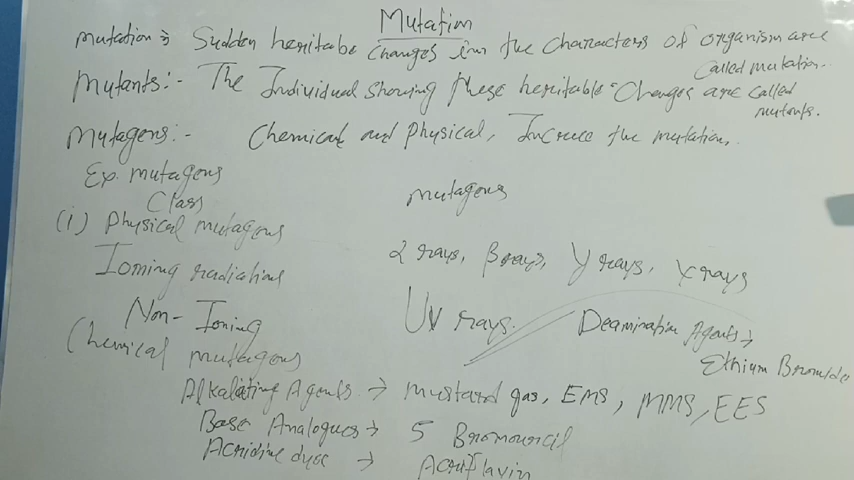 Mutation
Mutation :- Sudden heritabe changes inn the characters of organism are
Called Mutation..
Mutants:- The Individual showing these heritable Changes are called
mutants.
Mutagens:- Chemical and physical, Increce the mutation.
Ex. mutagens
Class mutagens
(i) Physical mutagens
Ioning radiations α rays, β rays, γ rays, X rays
Non-Ioning UV rays.
Deamination Agents →
Ethium Bromide
Chemical mutagens
Alkalating Agents → Mustard gas, EMS, MMS, EES
Base Analogues → 5 Bromouracil
Acridine dyes → Acriflavin